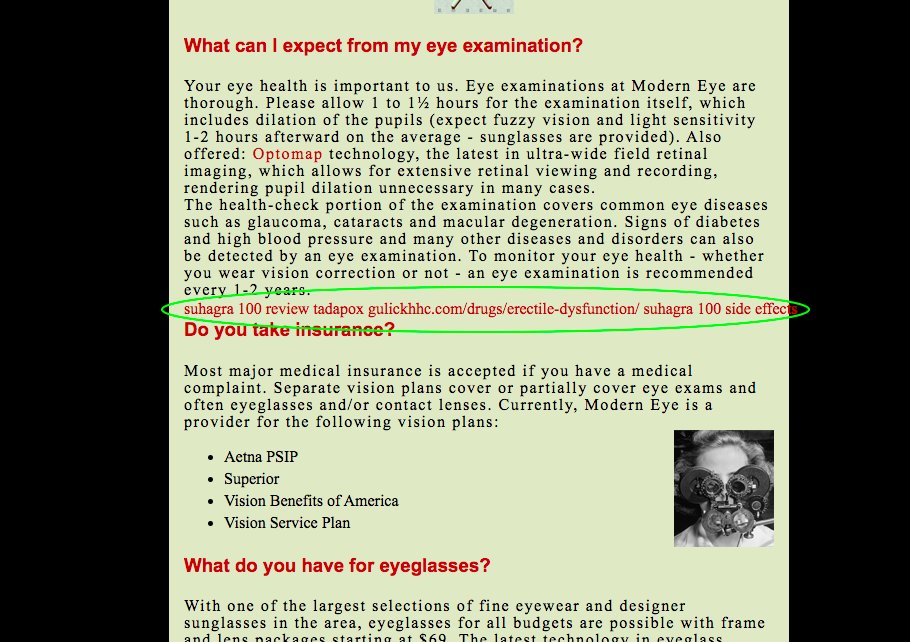 What can I expect from my eye examination?
Your eye health is important to us. Eye examinations at Modern Eye are
thorough. Please allow 1 to 1½ hours for the examination itself, which
includes dilation of the pupils (expect fuzzy vision and light sensitivity
1-2 hours afterward on the average - sunglasses are provided). Also
offered: Optomap technology, the latest in ultra-wide field retinal
imaging, which allows for extensive retinal viewing and recording,
rendering pupil dilation unnecessary in many cases.
The health-check portion of the examination covers common eye diseases
such as glaucoma, cataracts and macular degeneration. Signs of diabetes
and high blood pressure and many other diseases and disorders can also
be detected by an eye examination. To monitor your eye health - whether
you wear vision correction or not - an eye examination is recommended
every 1-2 years.
suhagra 100 review tadapox gulickhhc.com/drugs/erectile-dysfunction/ suhagra 100 side effects
Do you take insurance?
Most major medical insurance is accepted if you have a medical
complaint. Separate vision plans cover or partially cover eye exams and
often eyeglasses and/or contact lenses. Currently, Modern Eye is a
provider for the following vision plans:
Aetna PSIP
Superior
Vision Benefits of America
Vision Service Plan
What do you have for eyeglasses?
With one of the largest selections of fine eyewear and designer
sunglasses in the area, eyeglasses for all budgets are possible with frame
and lens packages starting at $69. The latest technology in eyeglass